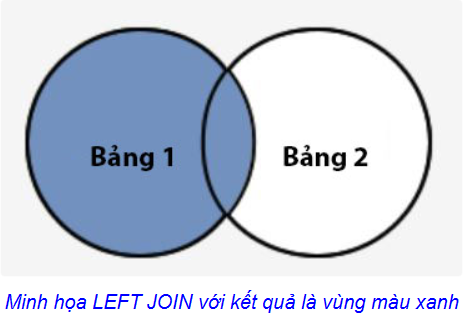 Bảng 1
Bảng 2
Minh họa LEFT JOIN với kết quả là vùng màu xanh